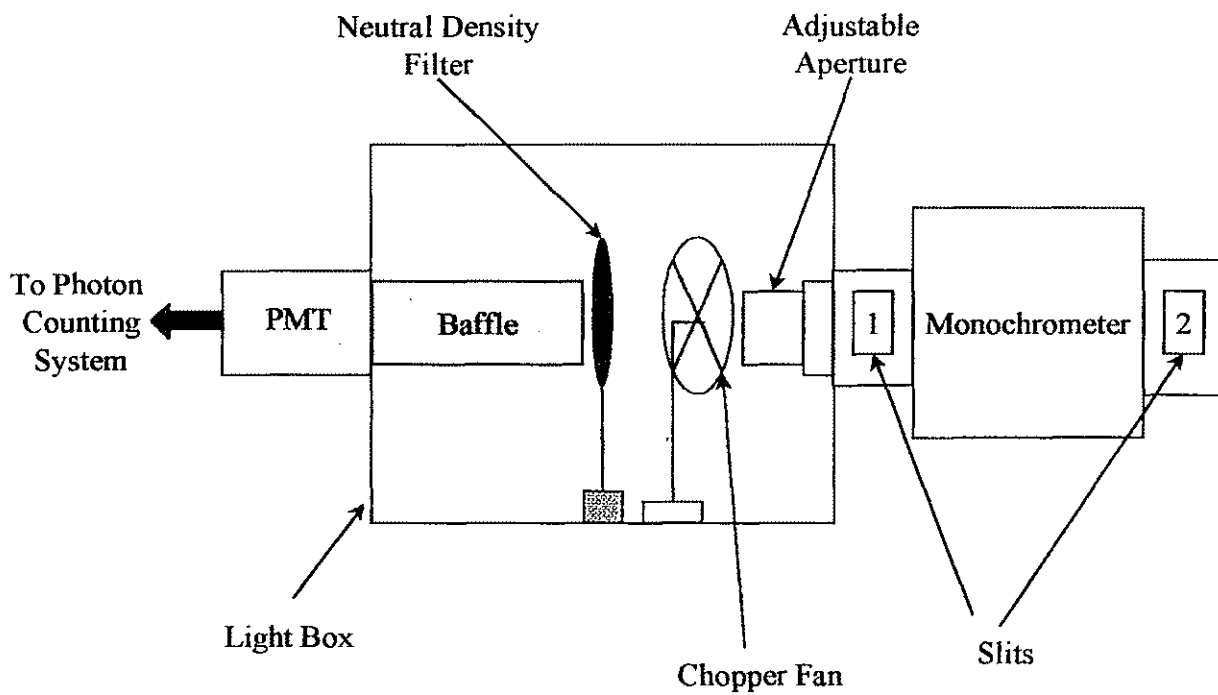 Neutral Density
Filter
Adjustable
Aperture
To Photon
Counting
System
PMT
Baffle
1
Monochrometer
2
Light Box
Chopper Fan
Slits